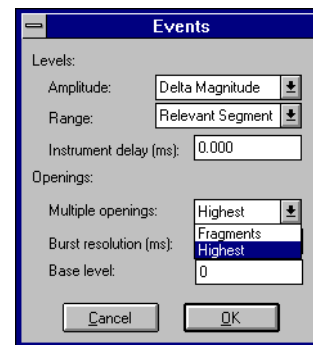 Events
Levels:
Amplitude: Delta Magnitude
Range: Relevant Segment
Instrument delay (ms): 0.000
Openings:
Multiple openings: Highest
Fragments
Burst resolution (ms): Highest
Base level: 0
Cancel OK